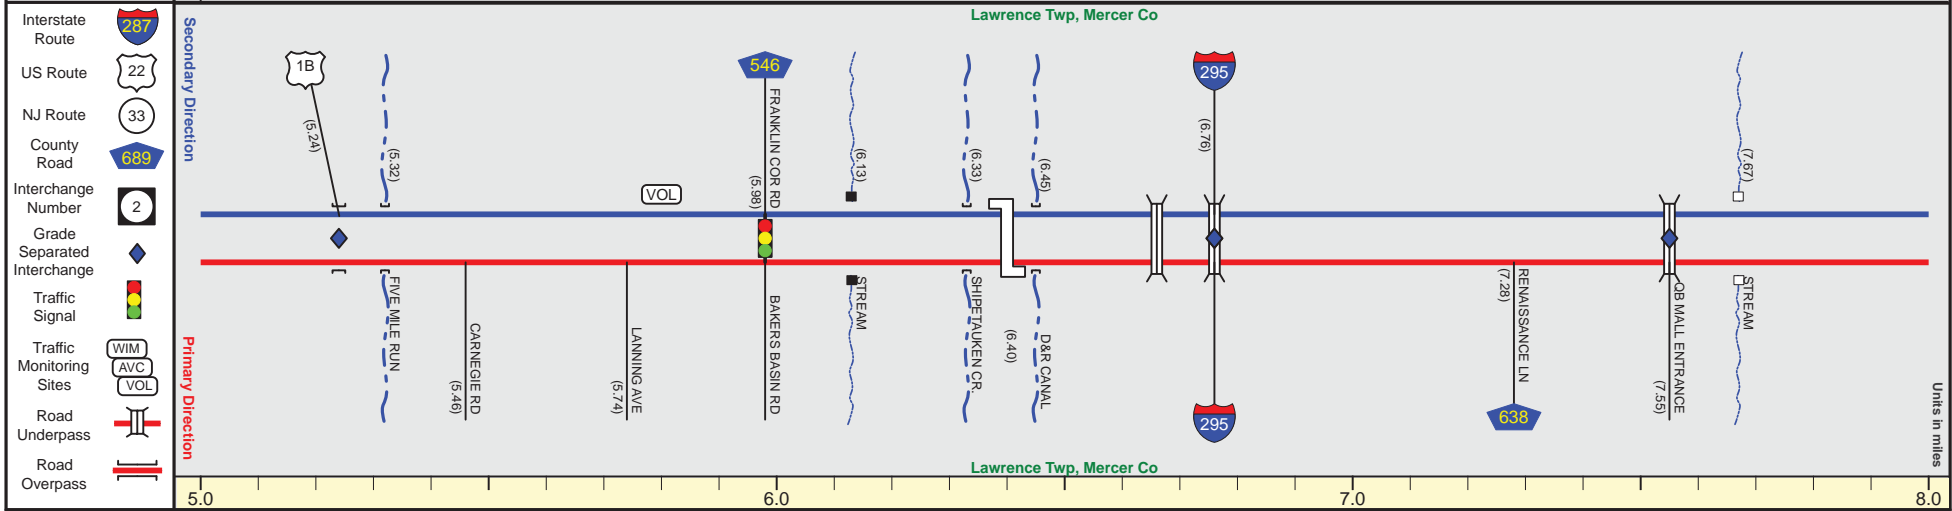 Interstate
Route
287
US Route
22
NJ Route
33
County
Road
689
Interchange
Number
2
Grade
Separated
Interchange
Traffic
Signal
Traffic
Monitoring
Sites
WIM
AVC
VOL
Road
Underpass
Road
Overpass
Secondary Direction
Primary Direction
Lawrence Twp, Mercer Co
1B
(5.24)
(5.32)
FIVE MILE RUN
CARNEGIE RD
(5.46)
LANNING AVE
(5.74)
VOL
546
FRANKLIN COR RD
(5.98)
BAKERS BASIN RD
(6.13)
STREAM
(6.33)
SHIPETAUKEN CR.
(6.40)
(6.45)
D&R CANAL
295
(6.76)
295
RENAISSANCE LN
(7.28)
638
QB MALL ENTRANCE
(7.55)
(7.67)
STREAM
Lawrence Twp, Mercer Co
Units in miles
5.0
6.0
7.0
8.0